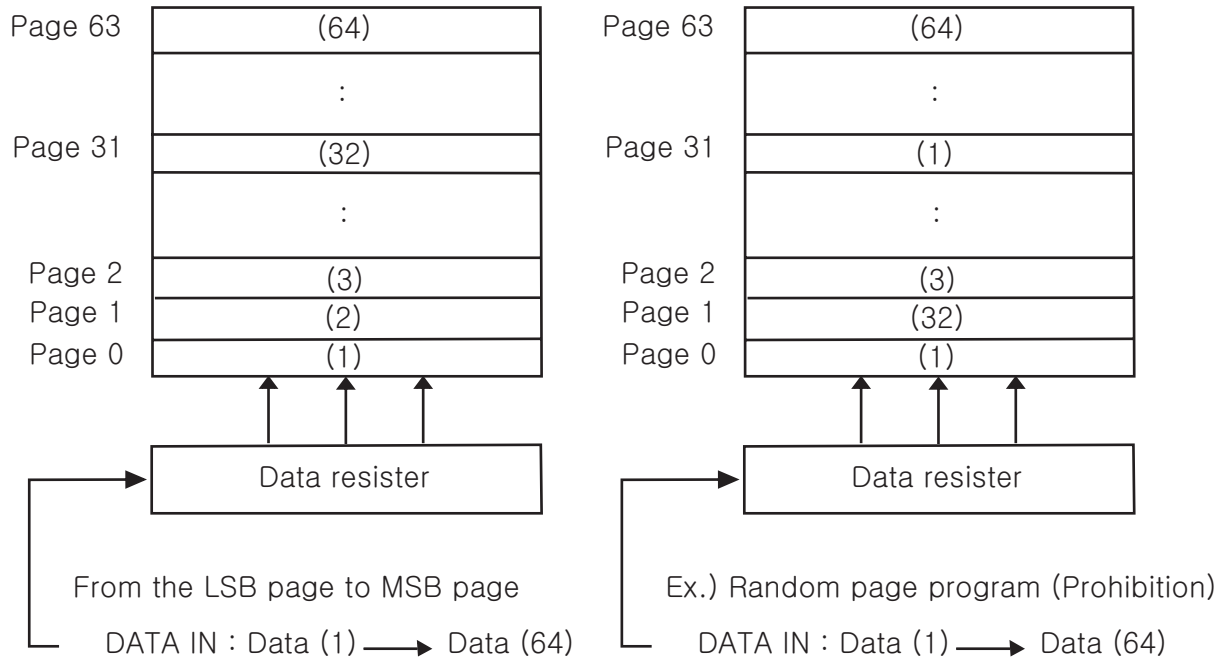 Page 63 (64)
:
Page 31 (32)
:
Page 2 (3)
Page 1 (2)
Page 0 (1)
Data resister
From the LSB page to MSB page
DATA IN : Data (1) Data (64)
Page 63 (64)
:
Page 31 (1)
:
Page 2 (3)
Page 1 (32)
Page 0 (1)
Data resister
Ex.) Random page program (Prohibition)
DATA IN : Data (1) Data (64)